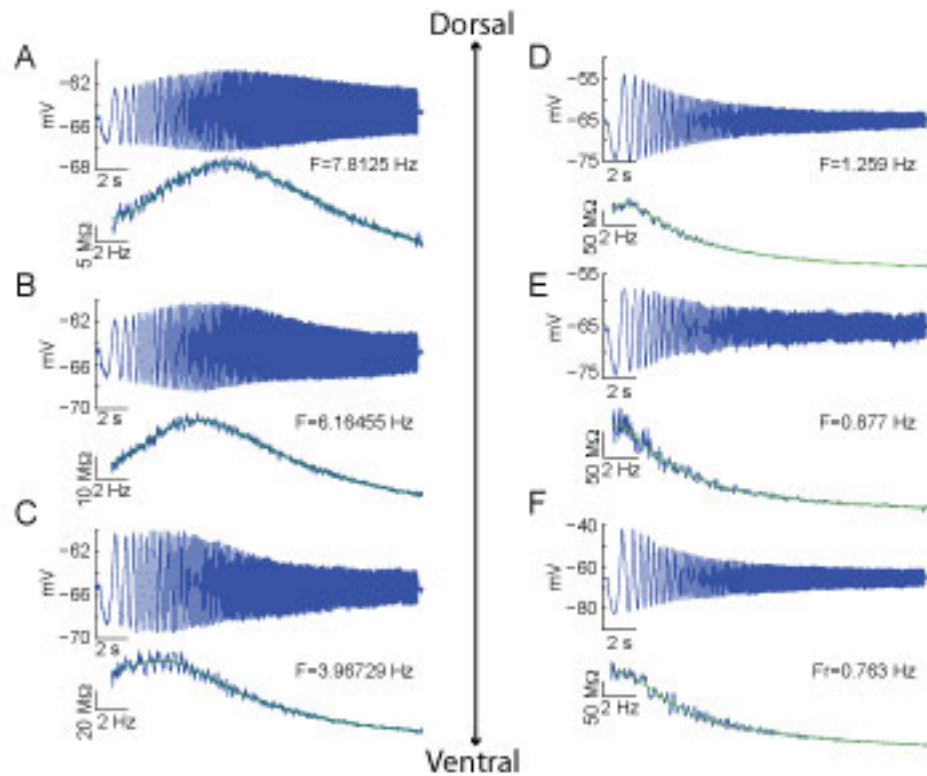 Dorsal
A
−62
−66
−68
mV
2 s
F=7.8125 Hz
5 MΩ
2 Hz
B
−62
−66
−70
mV
2 s
F=6.16455 Hz
10 MΩ
2 Hz
C
−62
−66
−70
mV
2 s
F=3.96729 Hz
20 MΩ
2 Hz
D
−55
−65
−75
mV
2 s
F=1.259 Hz
50 MΩ
2 Hz
E
−55
−65
−75
mV
2 s
F=0.877 Hz
50 MΩ
2 Hz
F
−40
−60
−80
mV
2 s
Fr=0.763 Hz
50 MΩ
2 Hz
Ventral